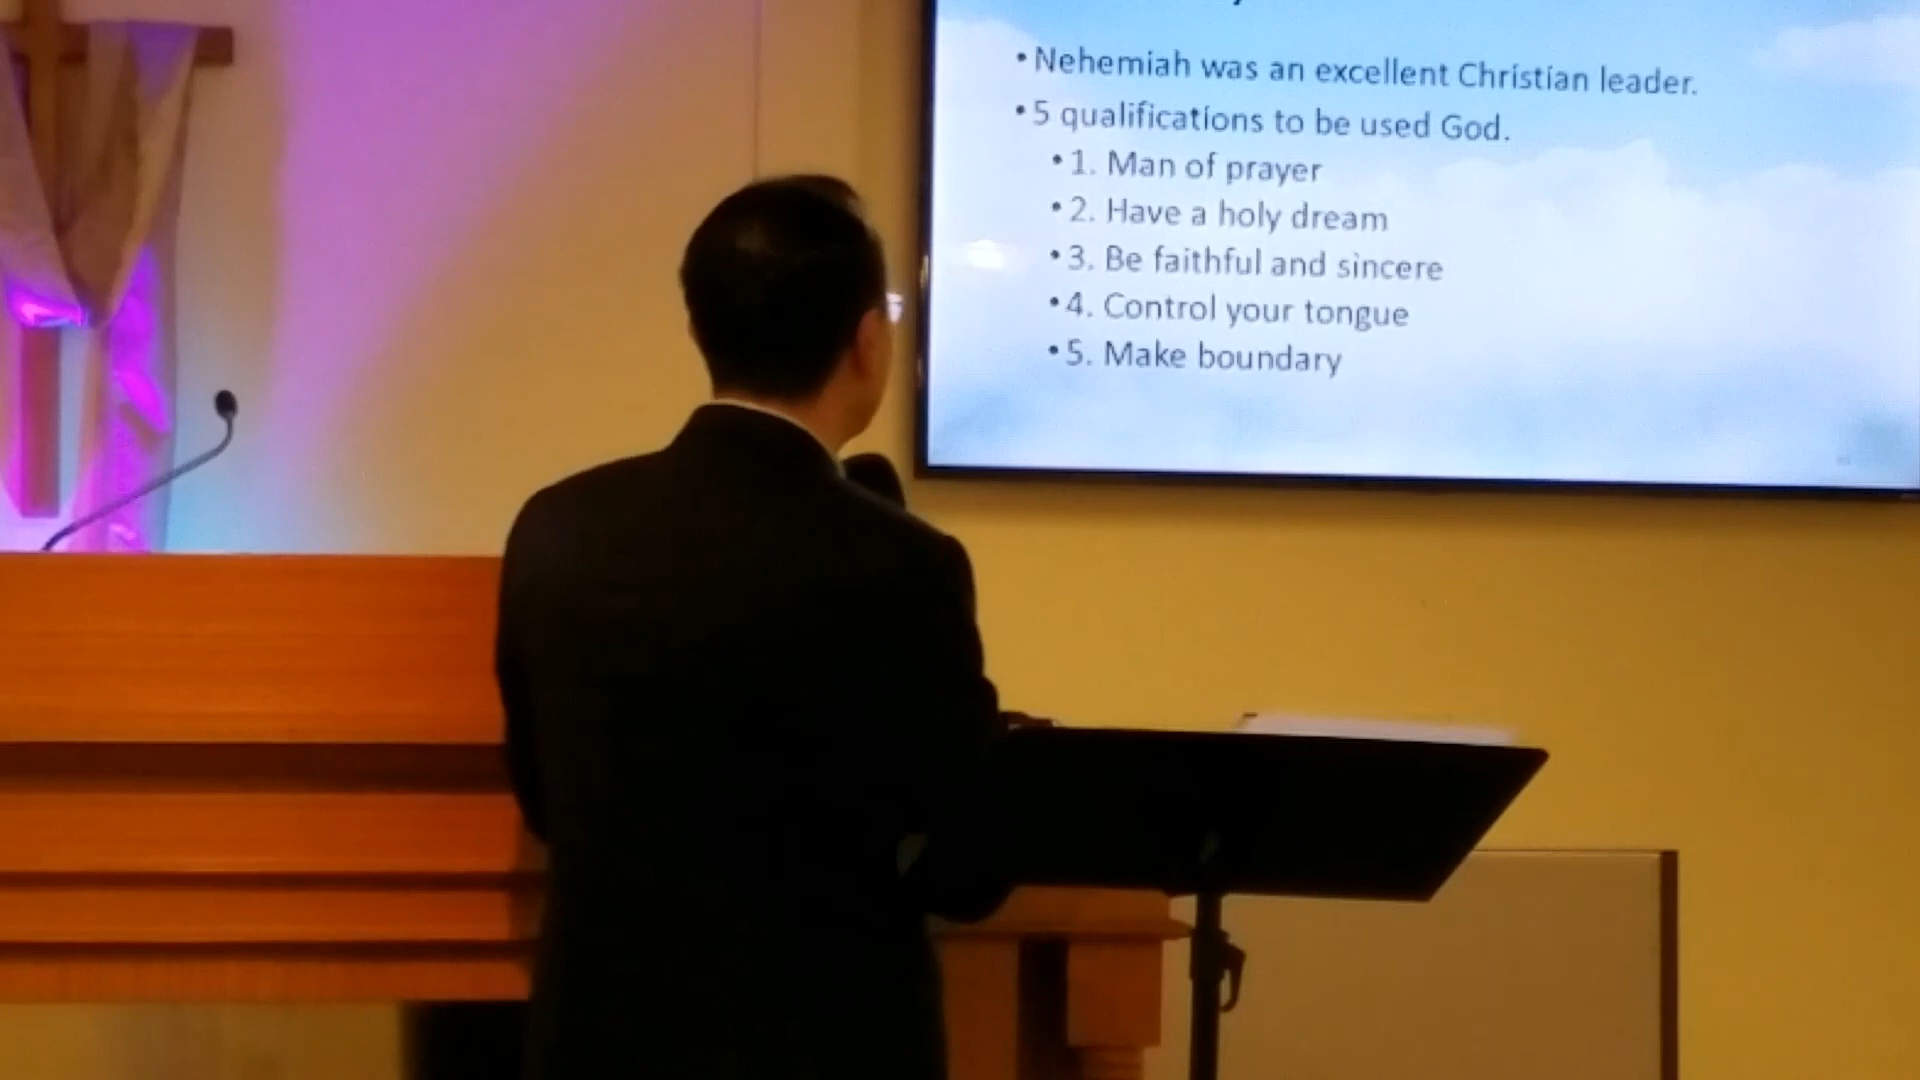 • Nehemiah was an excellent Christian leader.
• 5 qualifications to be used God.
• 1. Man of prayer
• 2. Have a holy dream
• 3. Be faithful and sincere
• 4. Control your tongue
• 5. Make boundary